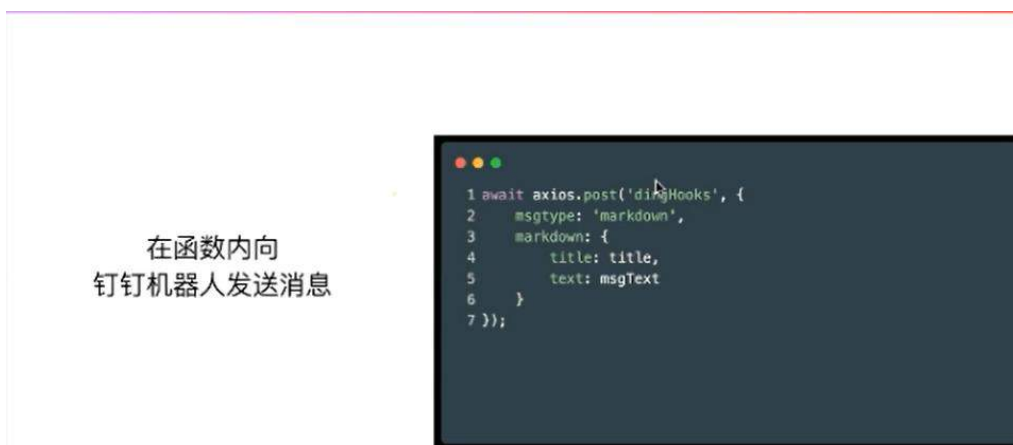 在函数内向
钉钉机器人发送消息
1 await axios.post('dingHooks', {
2     msgtype: 'markdown',
3     markdown: {
4         title: title,
5         text: msgText
6     }
7 });